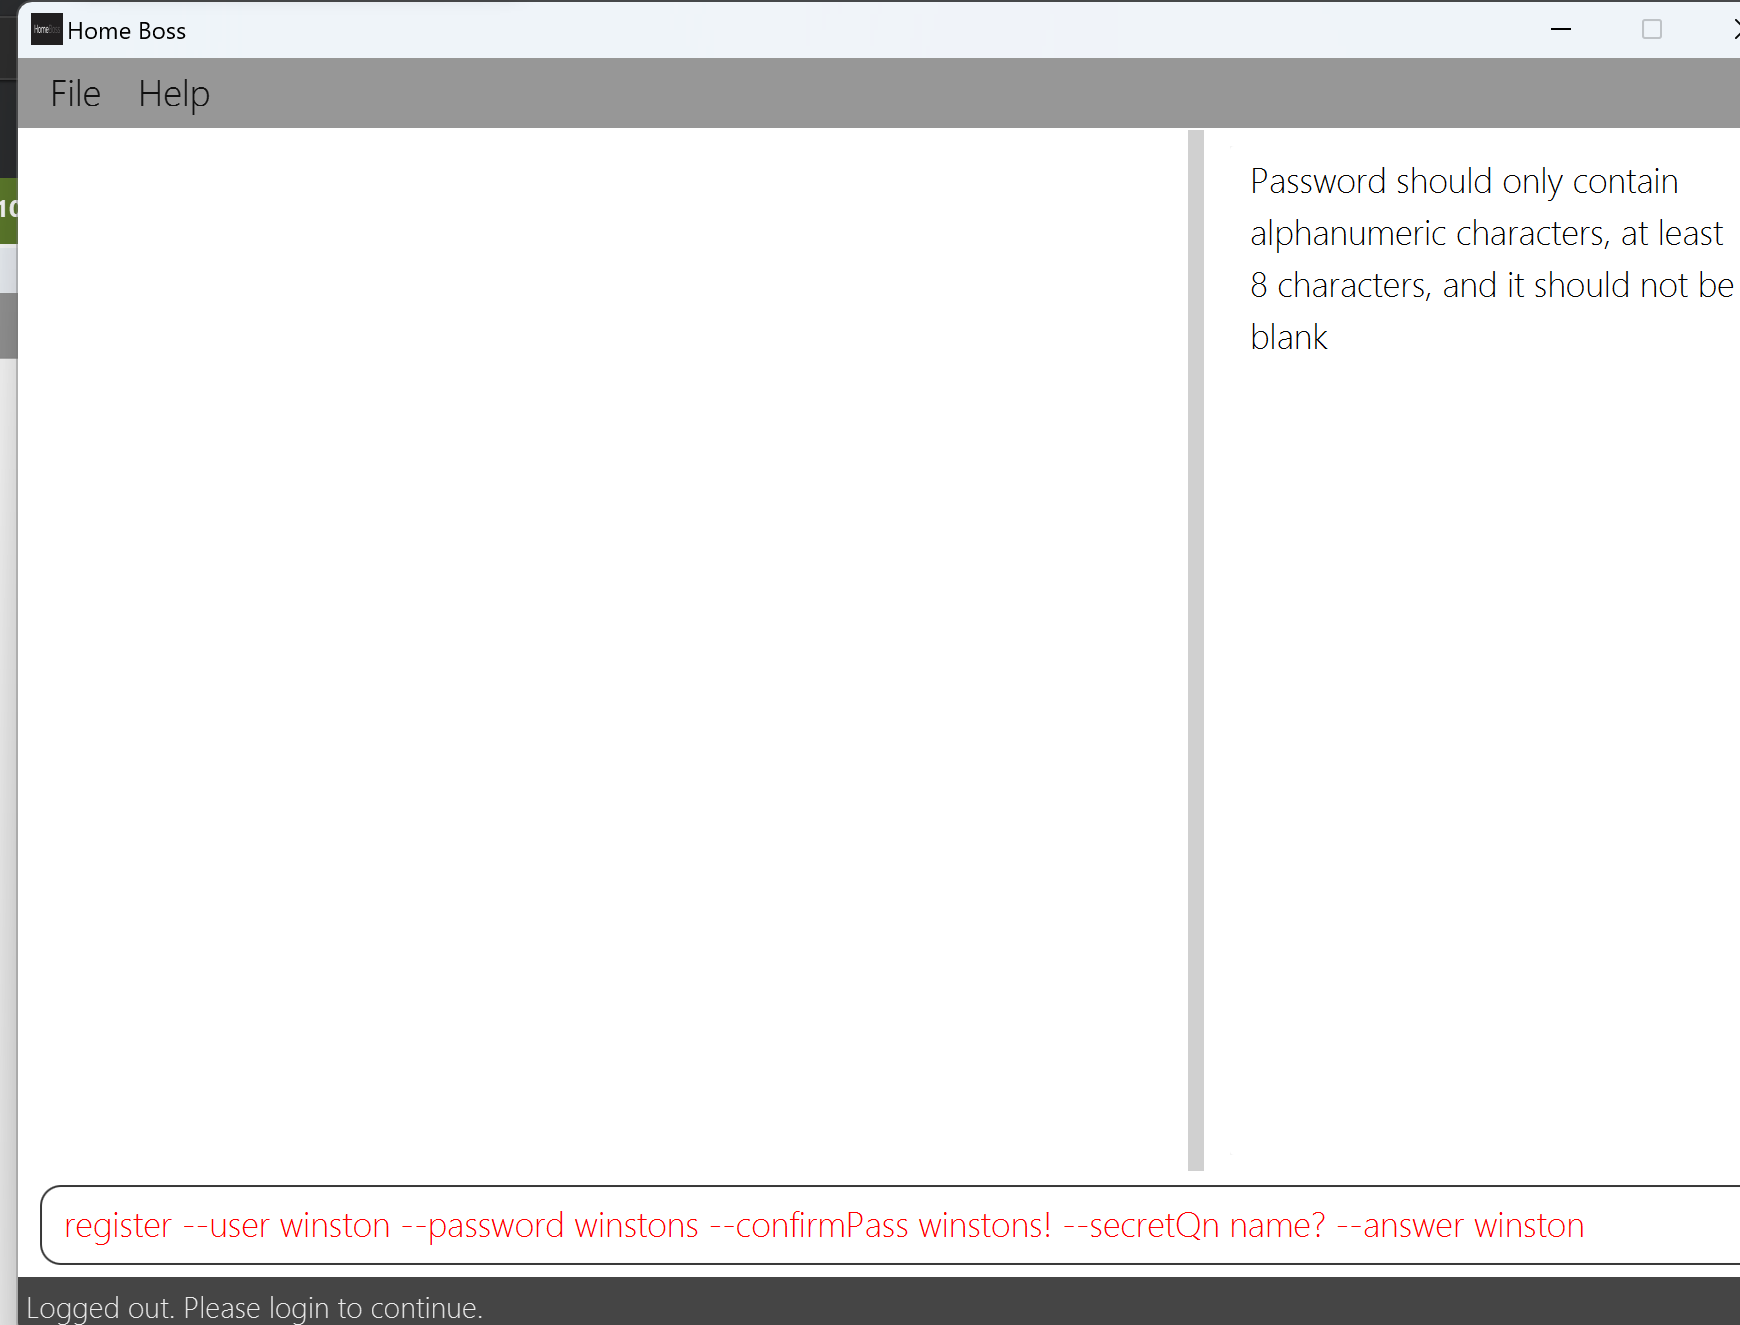 Home Boss
File Help
Password should only contain
alphanumeric characters, at least
8 characters, and it should not be
blank
register --user winston --password winstons --confirmPass winstons! --secretQn name? --answer winston
Logged out. Please login to continue.